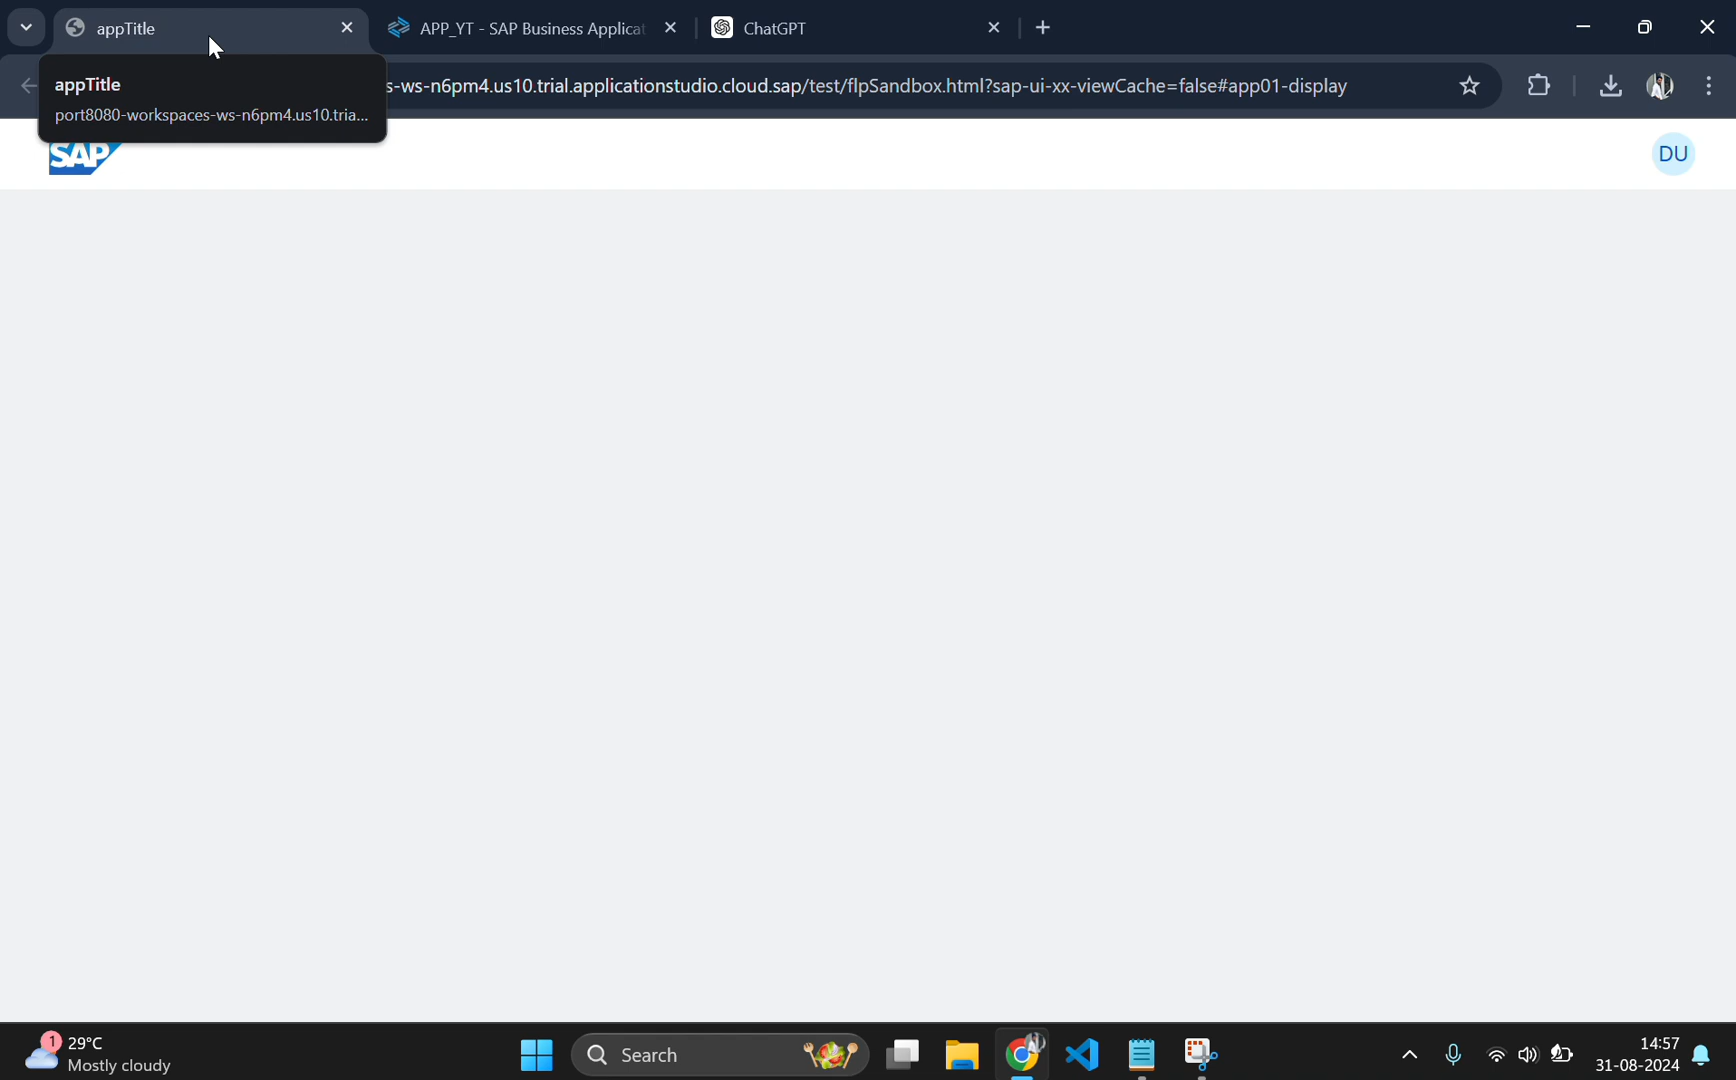 appTitle
APP_YT - SAP Business Applicat
ChatGPT
appTitle
port8080-workspaces-ws-n6pm4.us10.tria...
s-ws-n6pm4.us10.trial.applicationstudio.cloud.sap/test/flpSandbox.html?sap-ui-xx-viewCache=false#app01-display
SAP
DU
1
29°C
Mostly cloudy
Search
14:57
31-08-2024